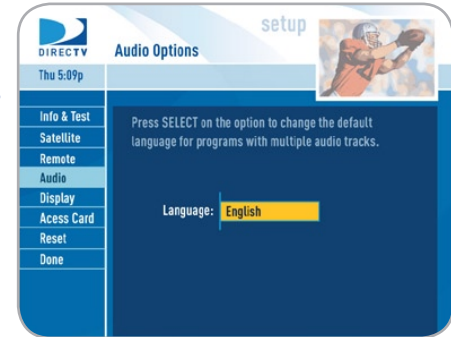 setup
DIRECTV
Audio Options
Thu 5:09p
Info & Test
Satellite
Remote
Audio
Display
Acess Card
Reset
Done
Press SELECT on the option to change the default
language for programs with multiple audio tracks.
Language: English